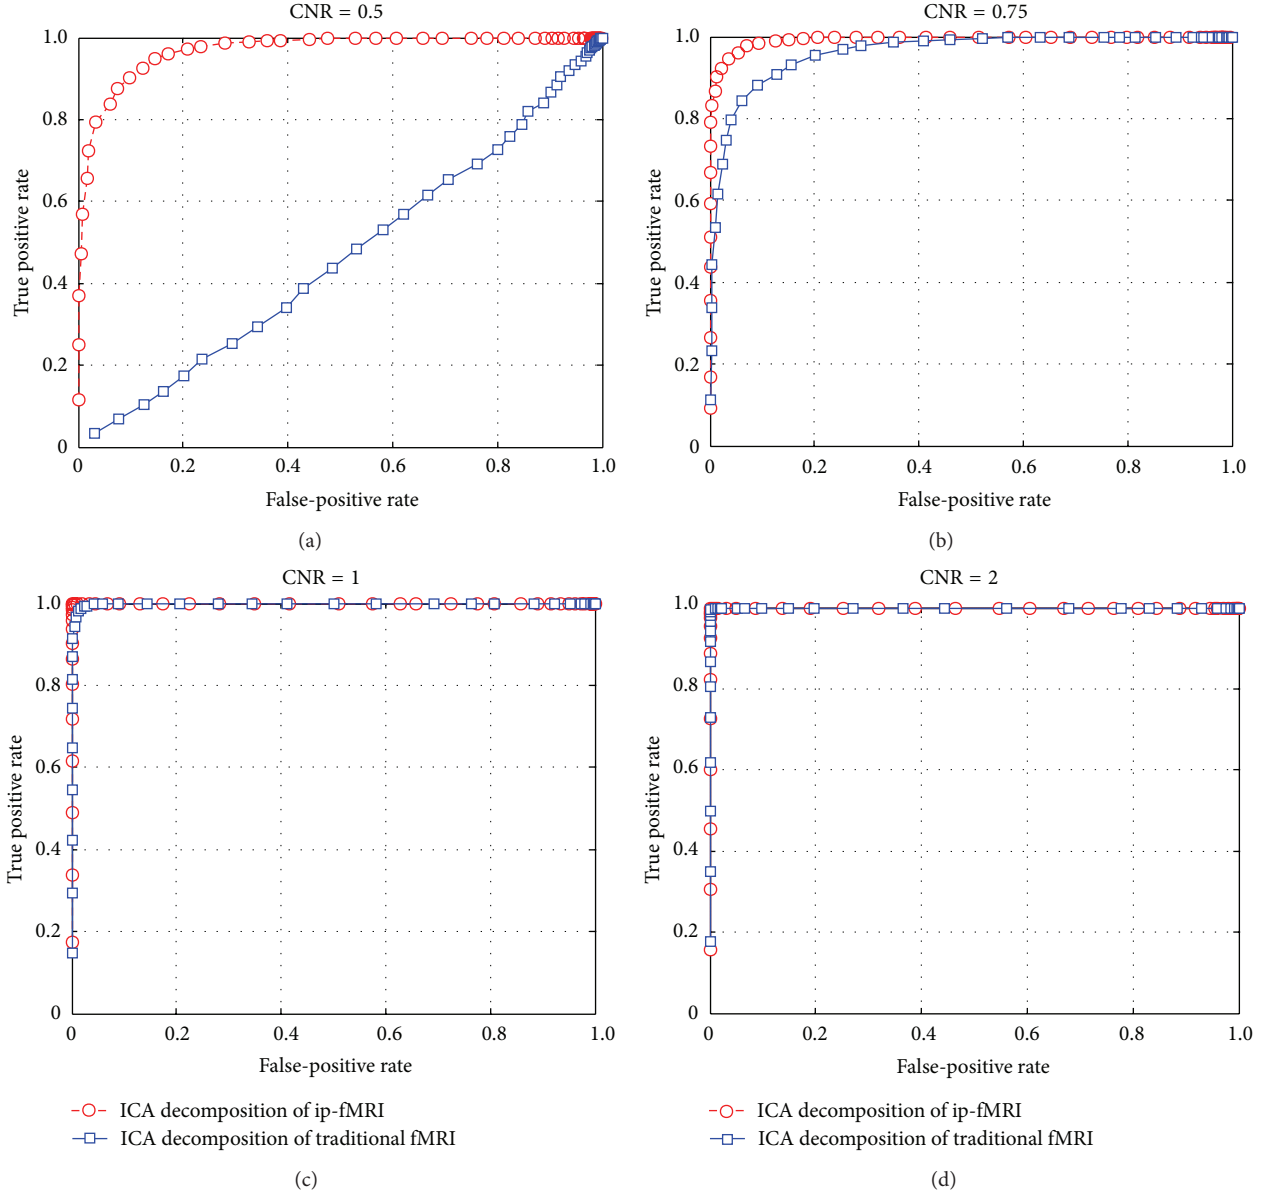 CNR = 0.5
1.0
0.8
0.6
0.4
0.2
0
0 0.2 0.4 0.6 0.8 1.0
True positive rate
False-positive rate
(a)
CNR = 0.75
1.0
0.8
0.6
0.4
0.2
0
0 0.2 0.4 0.6 0.8 1.0
True positive rate
False-positive rate
(b)
CNR = 1
1.0
0.8
0.6
0.4
0.2
0
0 0.2 0.4 0.6 0.8 1.0
True positive rate
False-positive rate
ICA decomposition of ip-fMRI
ICA decomposition of traditional fMRI
(c)
CNR = 2
1.0
0.8
0.6
0.4
0.2
0
0 0.2 0.4 0.6 0.8 1.0
True positive rate
False-positive rate
ICA decomposition of ip-fMRI
ICA decomposition of traditional fMRI
(d)